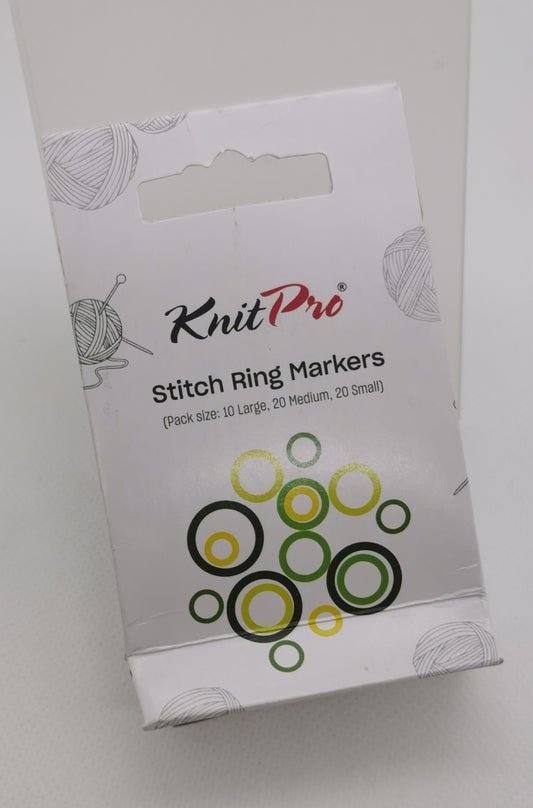 KnitPro®
Stitch Ring Markers
(Pack size: 10 Large, 20 Medium, 20 Small)